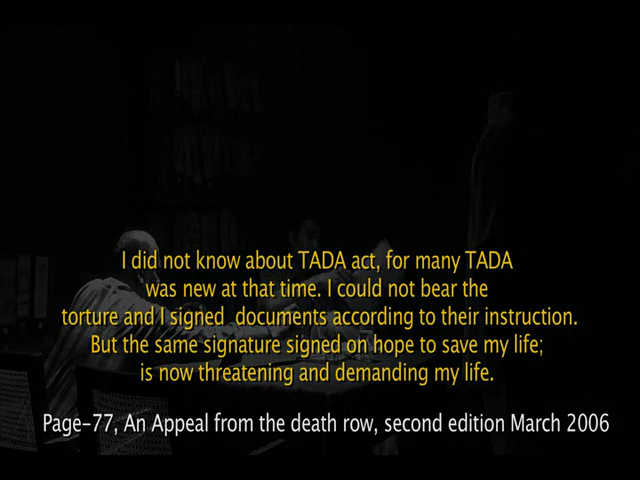 I did not know about TADA act, for many TADA
was new at that time. I could not bear the
torture and I signed documents according to their instruction.
But the same signature signed on hope to save my life;
is now threatening and demanding my life.
Page-77, An Appeal from the death row, second edition March 2006